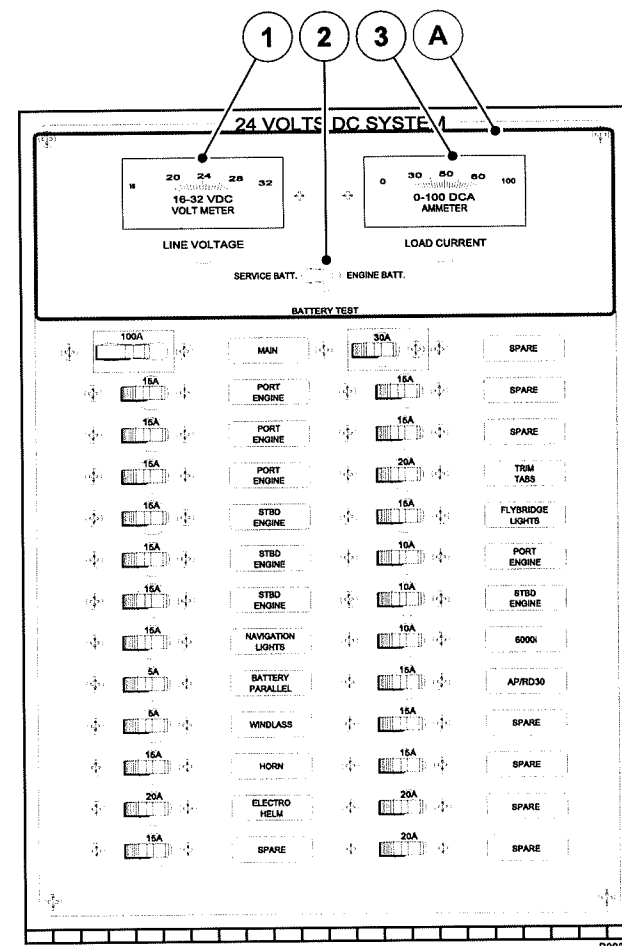 1 2 3 A
24 VOLTS DC SYSTEM
16 20 24 28 32
16-32 VDC
VOLT METER
0 30 50 60 100
0-100 DCA
AMMETER
LINE VOLTAGE
LOAD CURRENT
SERVICE BATT. ENGINE BATT.
BATTERY TEST
100A MAIN 30A SPARE
15A PORT ENGINE 15A SPARE
15A PORT ENGINE 15A SPARE
15A PORT ENGINE 20A TRIM TABS
15A STBD ENGINE 15A FLYBRIDGE LIGHTS
15A STBD ENGINE 10A PORT ENGINE
15A STBD ENGINE 10A STBD ENGINE
15A NAVIGATION LIGHTS 10A 6000i
5A BATTERY PARALLEL 15A AP/RD30
5A WINDLASS 15A SPARE
15A HORN 15A SPARE
20A ELECTRO HELM 20A SPARE
15A SPARE 20A SPARE